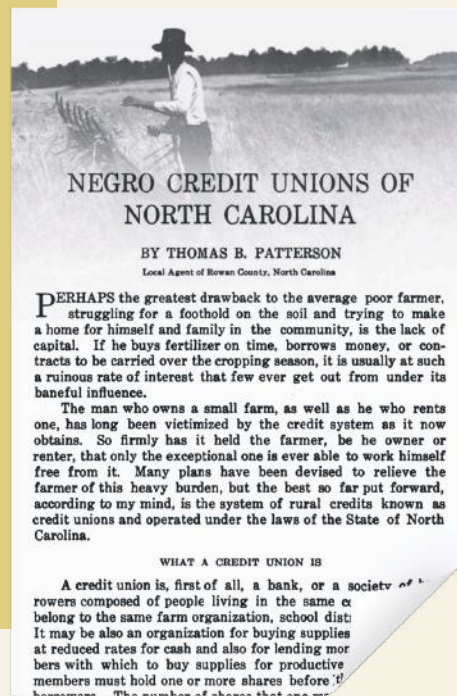 NEGRO CREDIT UNIONS OF
NORTH CAROLINA
BY THOMAS B. PATTERSON
Local Agent of Rowan County, North Carolina
PERHAPS the greatest drawback to the average poor farmer,
struggling for a foothold on the soil and trying to make
a home for himself and family in the community, is the lack of
capital. If he buys fertilizer on time, borrows money, or con-
tracts to be carried over the cropping season, it is usually at such
a ruinous rate of interest that few ever get out from under its
baneful influence.
The man who owns a small farm, as well as he who rents
one, has long been victimized by the credit system as it now
obtains. So firmly has it held the farmer, be he owner or
renter, that only the exceptional one is ever able to work himself
free from it. Many plans have been devised to relieve the
farmer of this heavy burden, but the best so far put forward,
according to my mind, is the system of rural credits known as
credit unions and operated under the laws of the State of North
Carolina.
WHAT A CREDIT UNION IS
A credit union is, first of all, a bank, or a society
rowers composed of people living in the same
belong to the same farm organization, school
It may be also an organization for buying supplies
at reduced rates for cash and also for lending
bers with which to buy supplies for productive
members must hold one or more shares before
The number of shares that one